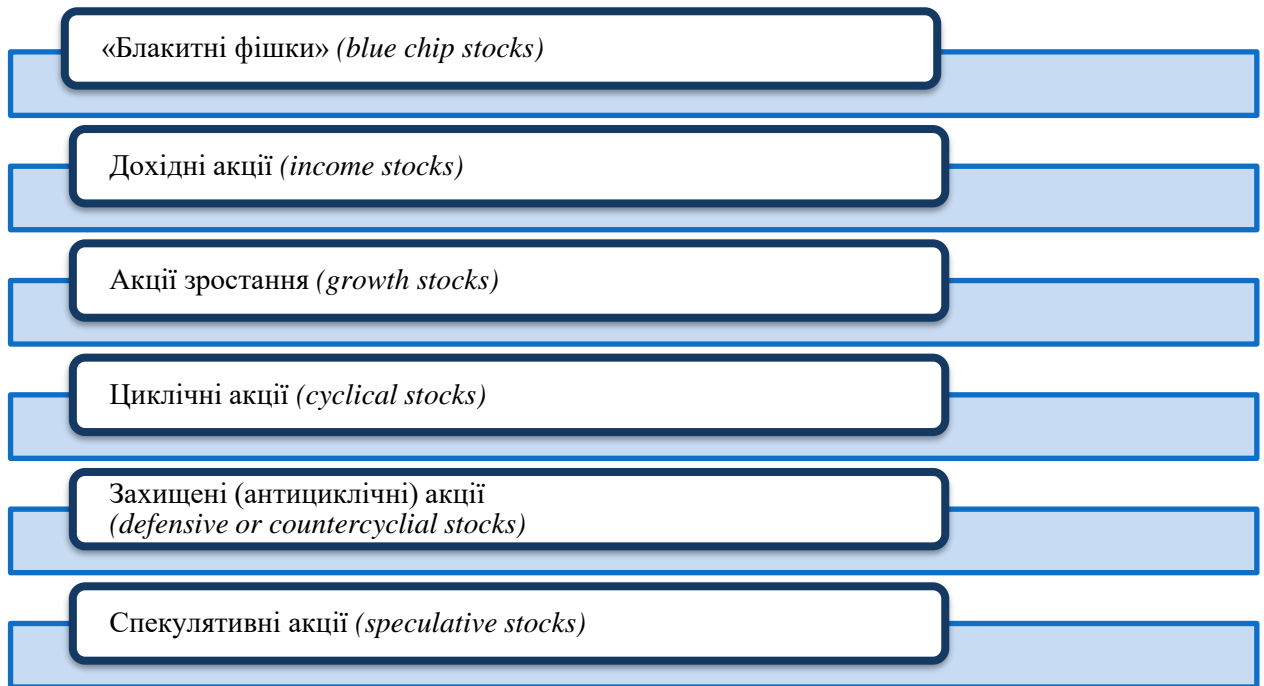 «Блакитні фішки» (blue chip stocks)
Дохідні акції (income stocks)
Акції зростання (growth stocks)
Циклічні акції (cyclical stocks)
Захищені (антициклічні) акції
(defensive or countercyclial stocks)
Спекулятивні акції (speculative stocks)